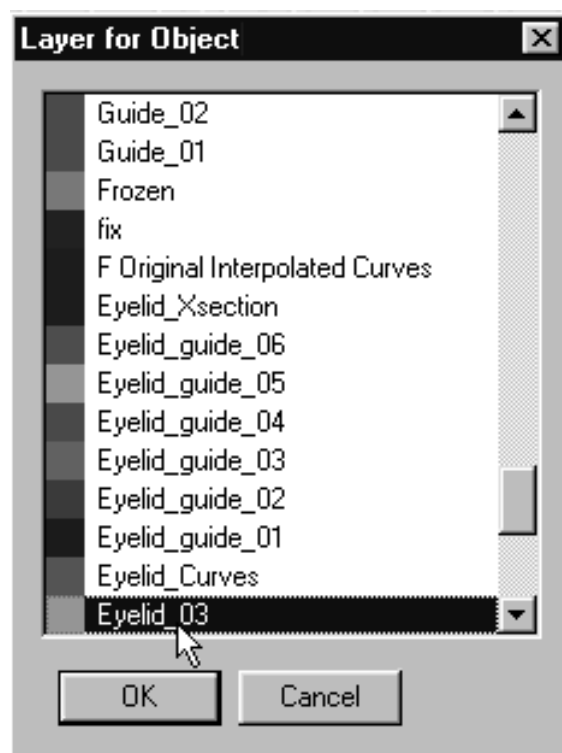 Layer for Object
Guide_02
Guide_01
Frozen
fix
F Original Interpolated Curves
Eyelid_Xsection
Eyelid_guide_06
Eyelid_guide_05
Eyelid_guide_04
Eyelid_guide_03
Eyelid_guide_02
Eyelid_guide_01
Eyelid_Curves
Eyelid_03
OK Cancel